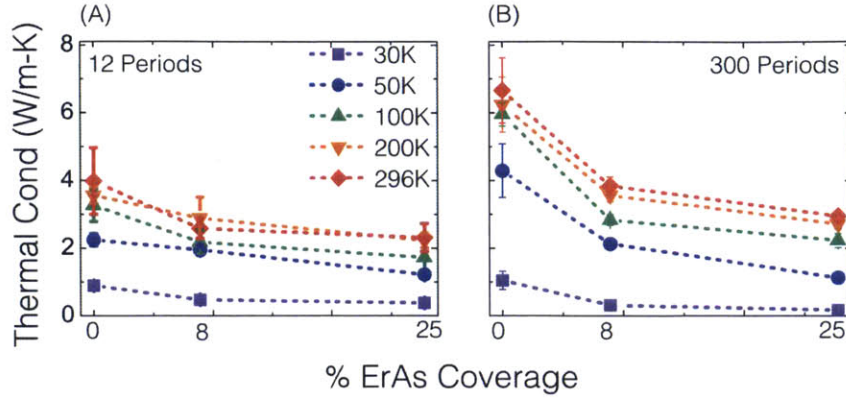 (A)
(B)
Thermal Cond (W/m-K)
8
6
4
2
0
12 Periods
30K
50K
100K
200K
296K
300 Periods
0
8
25
0
8
25
% ErAs Coverage